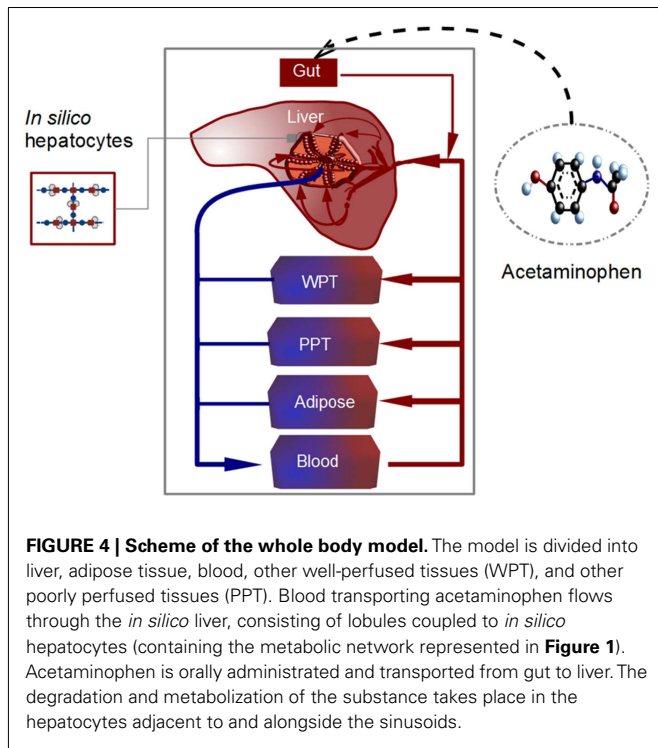 Gut
In silico
hepatocytes
Liver
Acetaminophen
WPT
PPT
Adipose
Blood
FIGURE 4 | Scheme of the whole body model. The model is divided into
liver, adipose tissue, blood, other well-perfused tissues (WPT), and other
poorly perfused tissues (PPT). Blood transporting acetaminophen flows
through the in silico liver, consisting of lobules coupled to in silico
hepatocytes (containing the metabolic network represented in Figure 1).
Acetaminophen is orally administrated and transported from gut to liver. The
degradation and metabolization of the substance takes place in the
hepatocytes adjacent to and alongside the sinusoids.